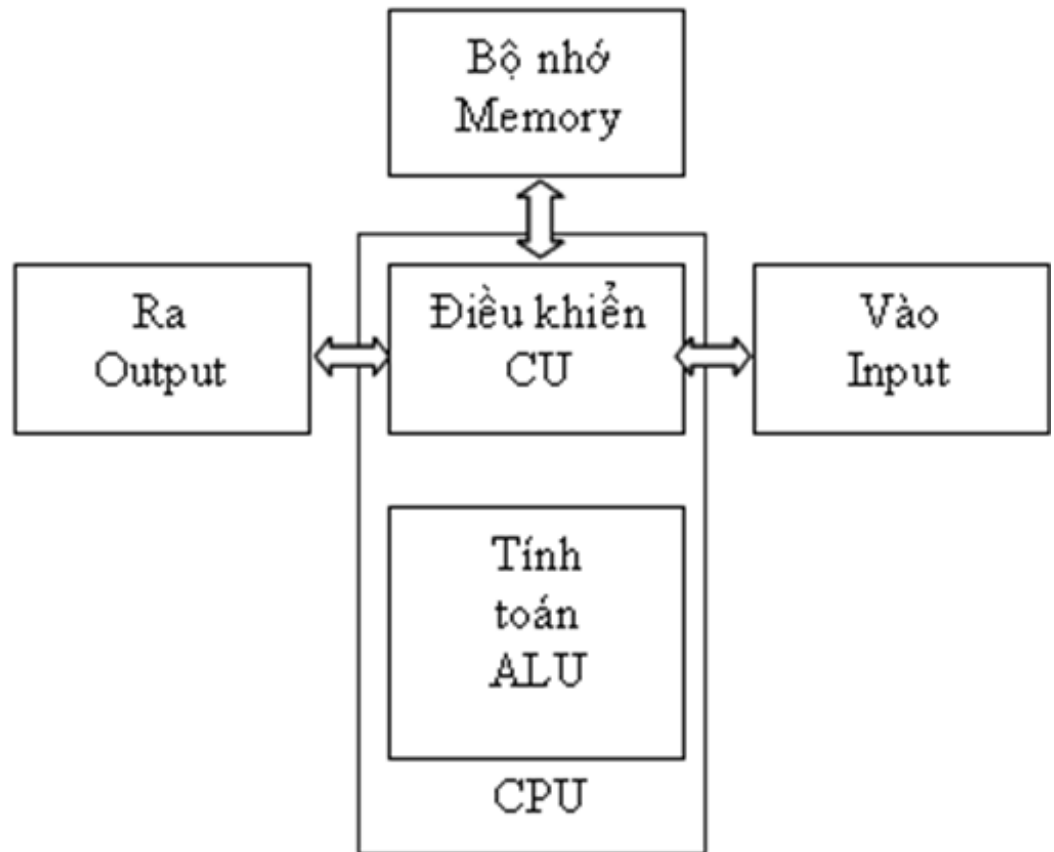 Bộ nhớ
Memory
Ra
Output
Điều khiển
CU
Vào
Input
Tính
toán
ALU
CPU